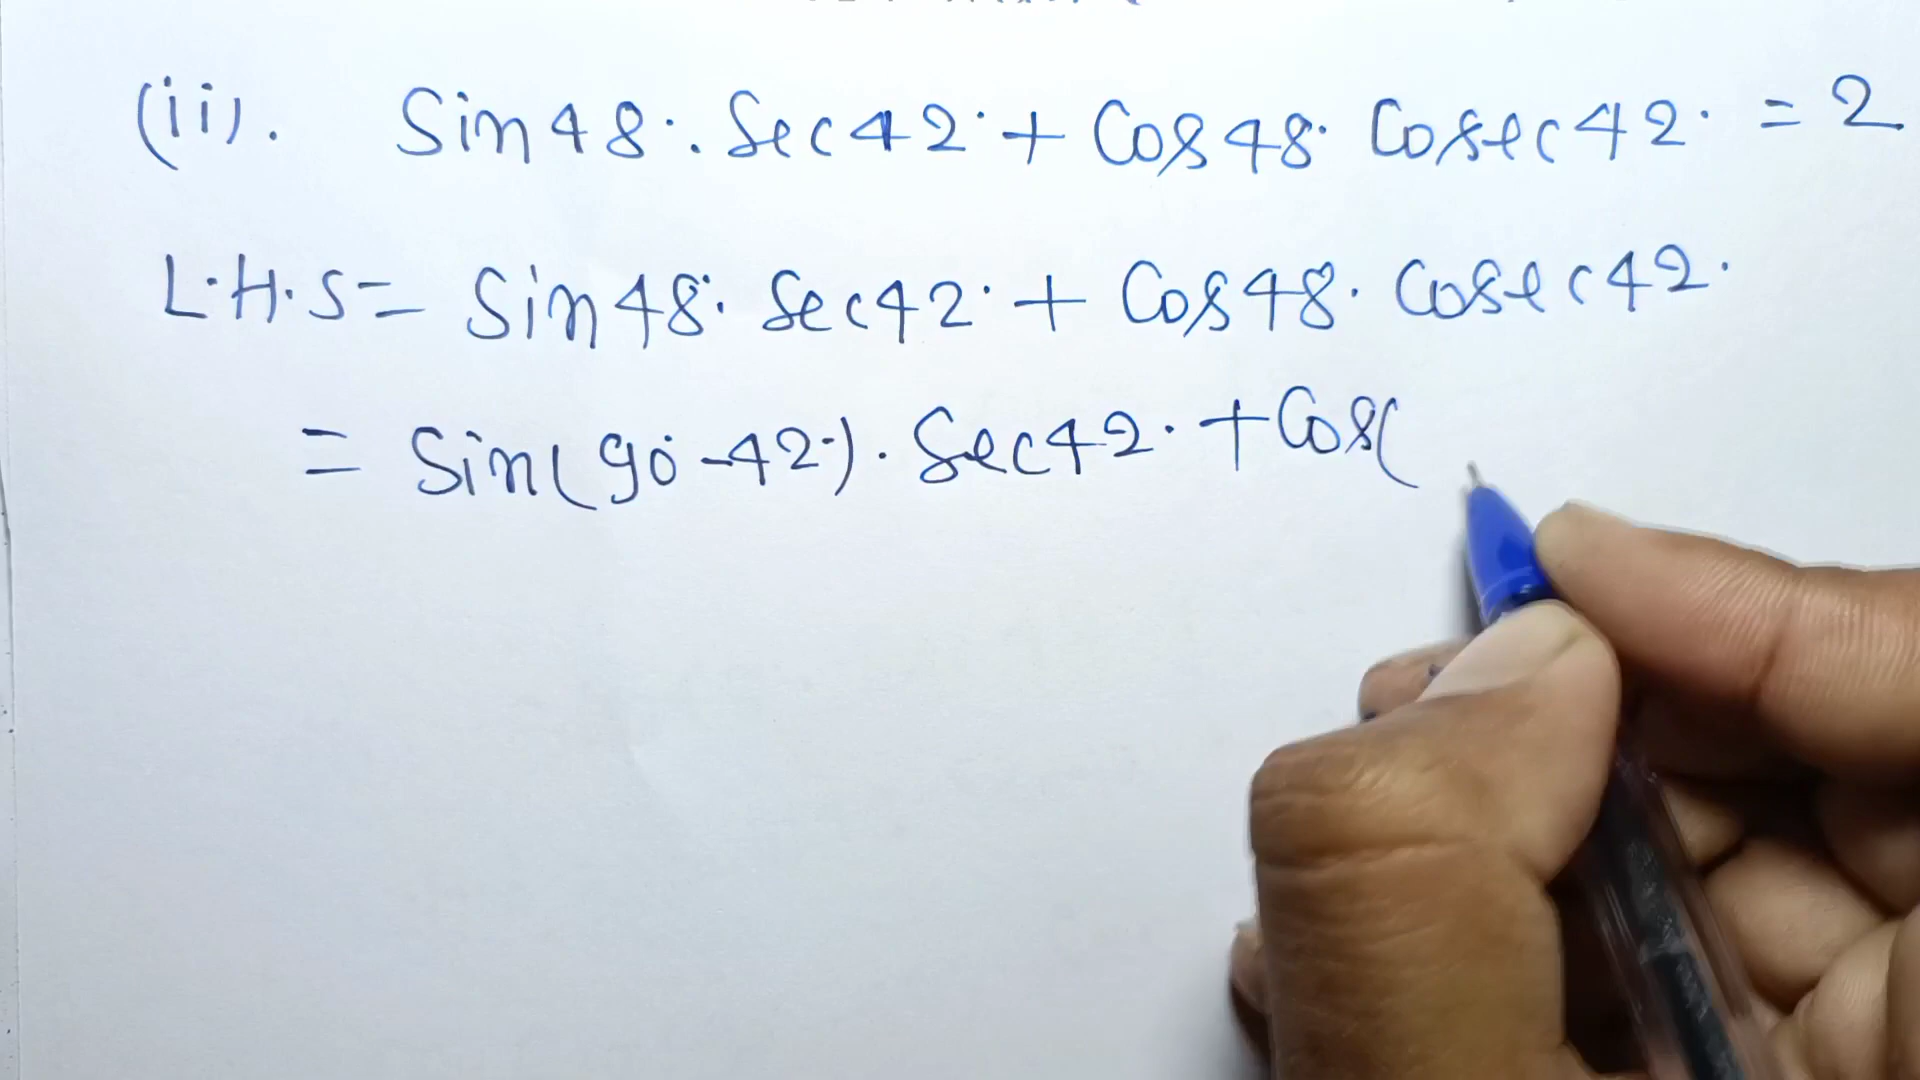 (ii). Sin48°. Sec42° + Cos48° Cosec42° = 2
L.H.S = Sin48° Sec42° + Cos48° Cosec42°
= Sin(90°-42°). Sec42° + Cos(